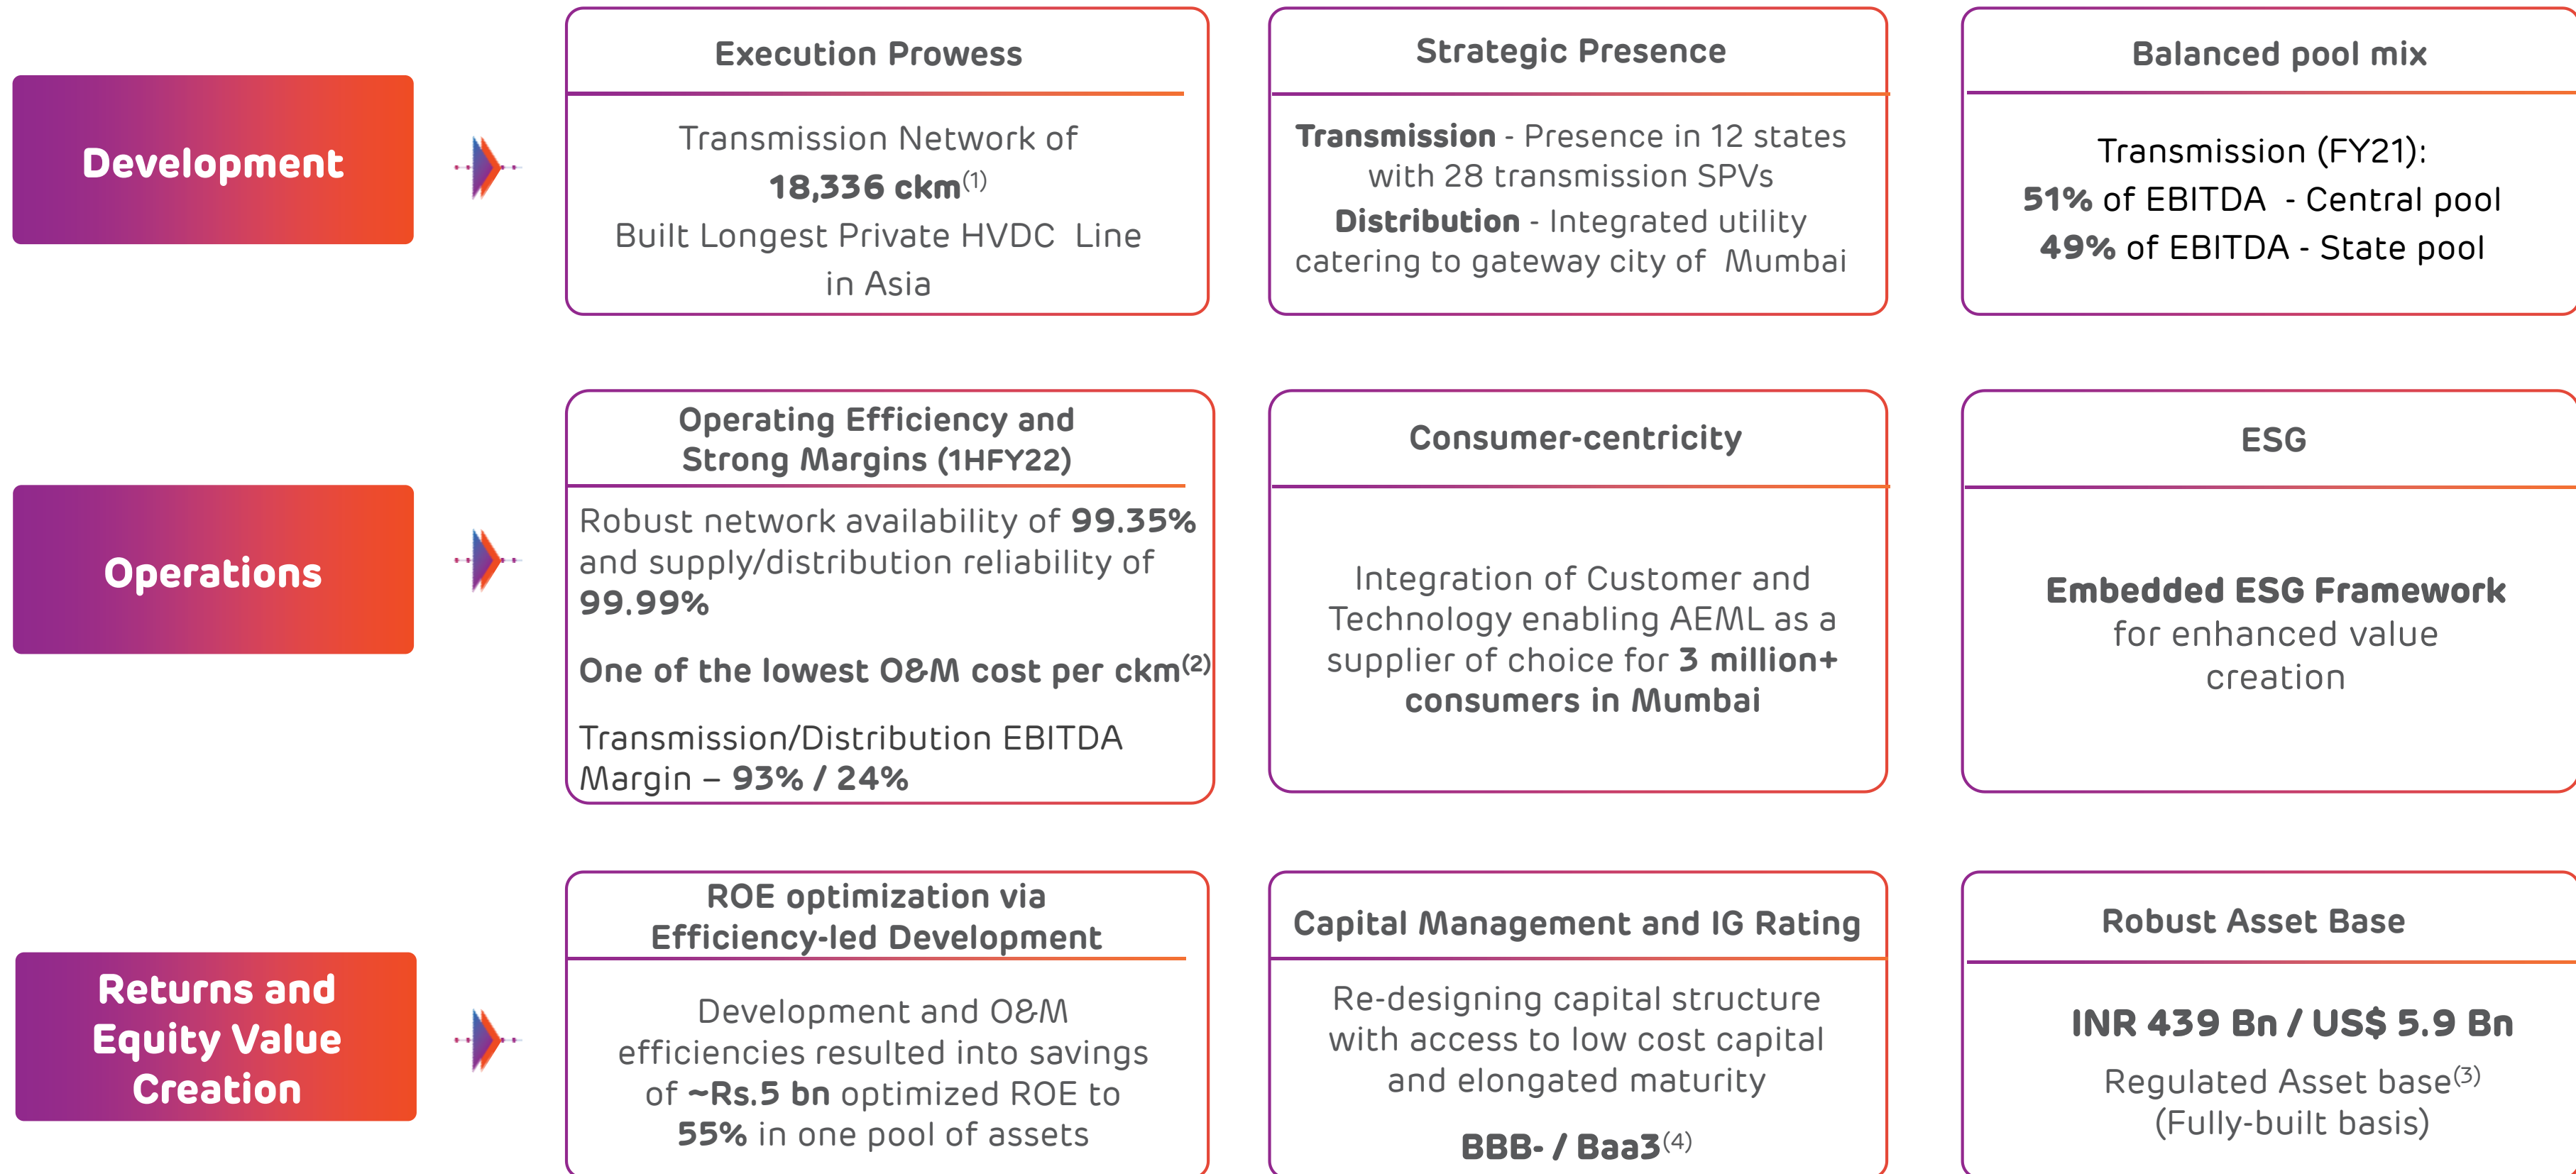 Development
Execution Prowess
Transmission Network of
18,336 ckm(1)
Built Longest Private HVDC Line
in Asia
Strategic Presence
Transmission - Presence in 12 states
with 28 transmission SPVs
Distribution - Integrated utility
catering to gateway city of Mumbai
Balanced pool mix
Transmission (FY21):
51% of EBITDA - Central pool
49% of EBITDA - State pool
Operations
Operating Efficiency and
Strong Margins (1HFY22)
Robust network availability of 99.35%
and supply/distribution reliability of
99.99%
One of the lowest O&M cost per ckm(2)
Transmission/Distribution EBITDA
Margin – 93% / 24%
Consumer-centricity
Integration of Customer and
Technology enabling AEML as a
supplier of choice for 3 million+
consumers in Mumbai
ESG
Embedded ESG Framework
for enhanced value
creation
Returns and
Equity Value
Creation
ROE optimization via
Efficiency-led Development
Development and O&M
efficiencies resulted into savings
of ~Rs.5 bn optimized ROE to
55% in one pool of assets
Capital Management and IG Rating
Re-designing capital structure
with access to low cost capital
and elongated maturity
BBB- / Baa3(4)
Robust Asset Base
INR 439 Bn / US$ 5.9 Bn
Regulated Asset base(3)
(Fully-built basis)